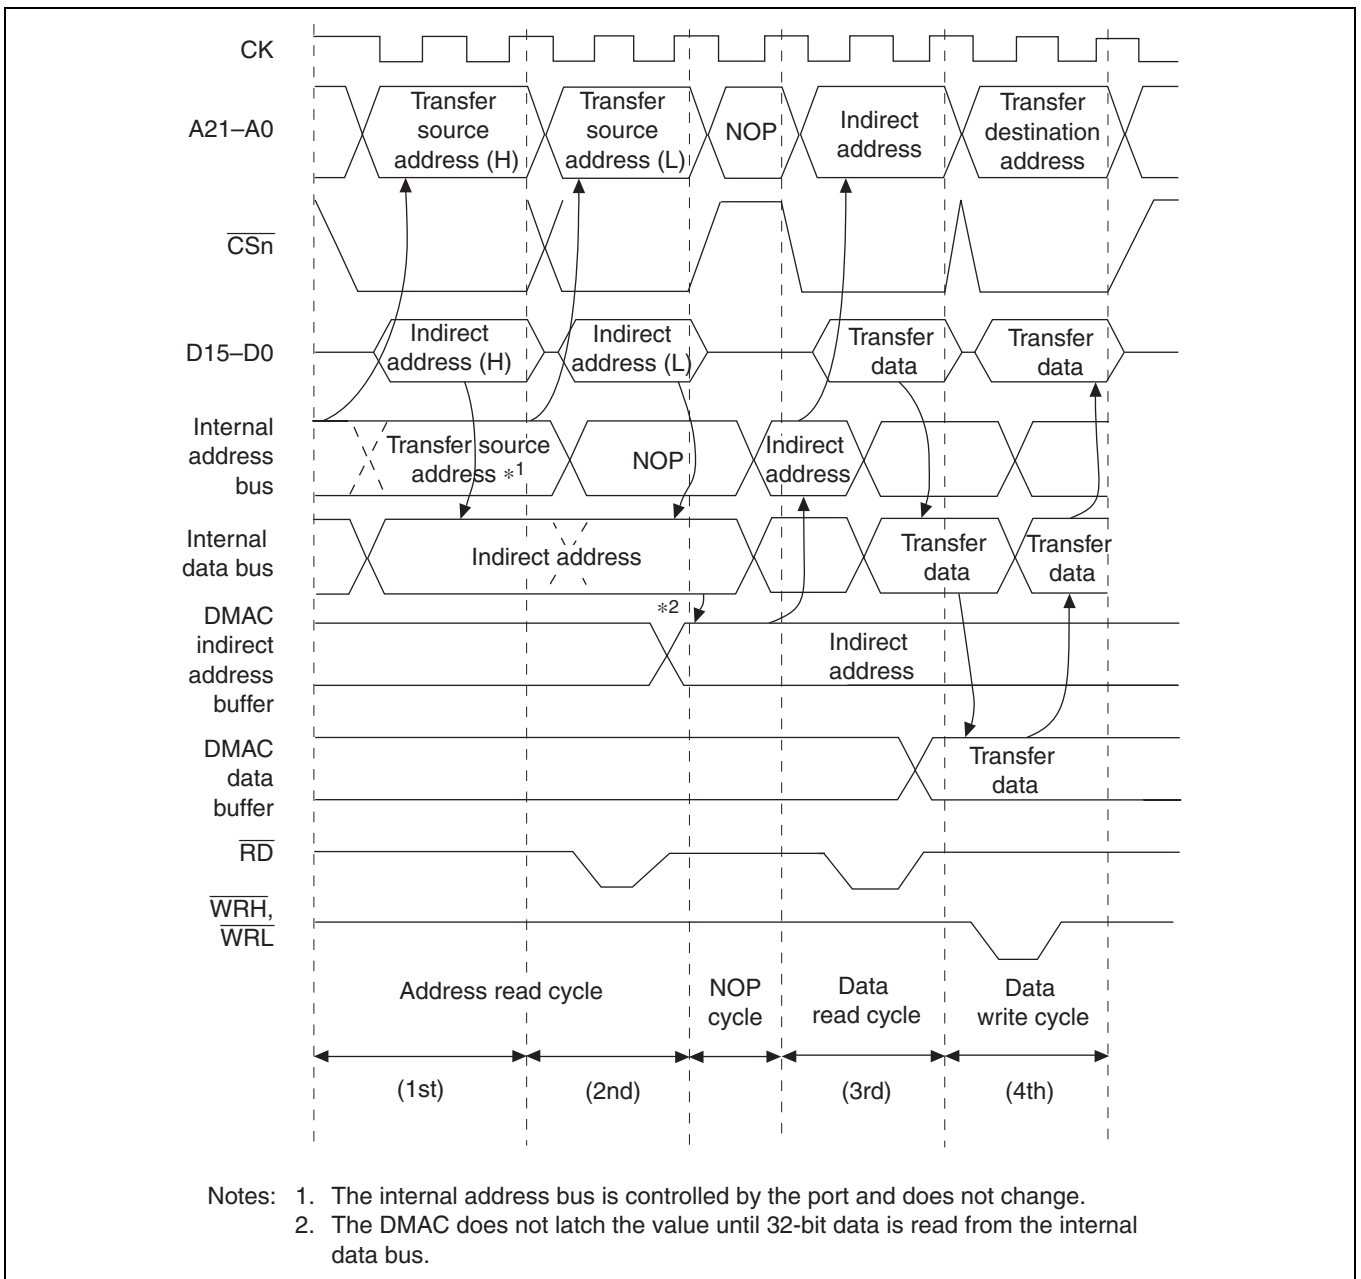 CK
A21–A0
Transfer source address (H)
Transfer source address (L)
NOP
Indirect address
Transfer destination address
CSn
D15–D0
Indirect address (H)
Indirect address (L)
Transfer data
Transfer data
Internal address bus
Transfer source address *1
NOP
Indirect address
Internal data bus
Indirect address
Transfer data
Transfer data
*2
DMAC indirect address buffer
Indirect address
DMAC data buffer
Transfer data
RD
WRH, WRL
Address read cycle
NOP cycle
Data read cycle
Data write cycle
(1st)
(2nd)
(3rd)
(4th)
Notes: 1. The internal address bus is controlled by the port and does not change.
2. The DMAC does not latch the value until 32-bit data is read from the internal
data bus.